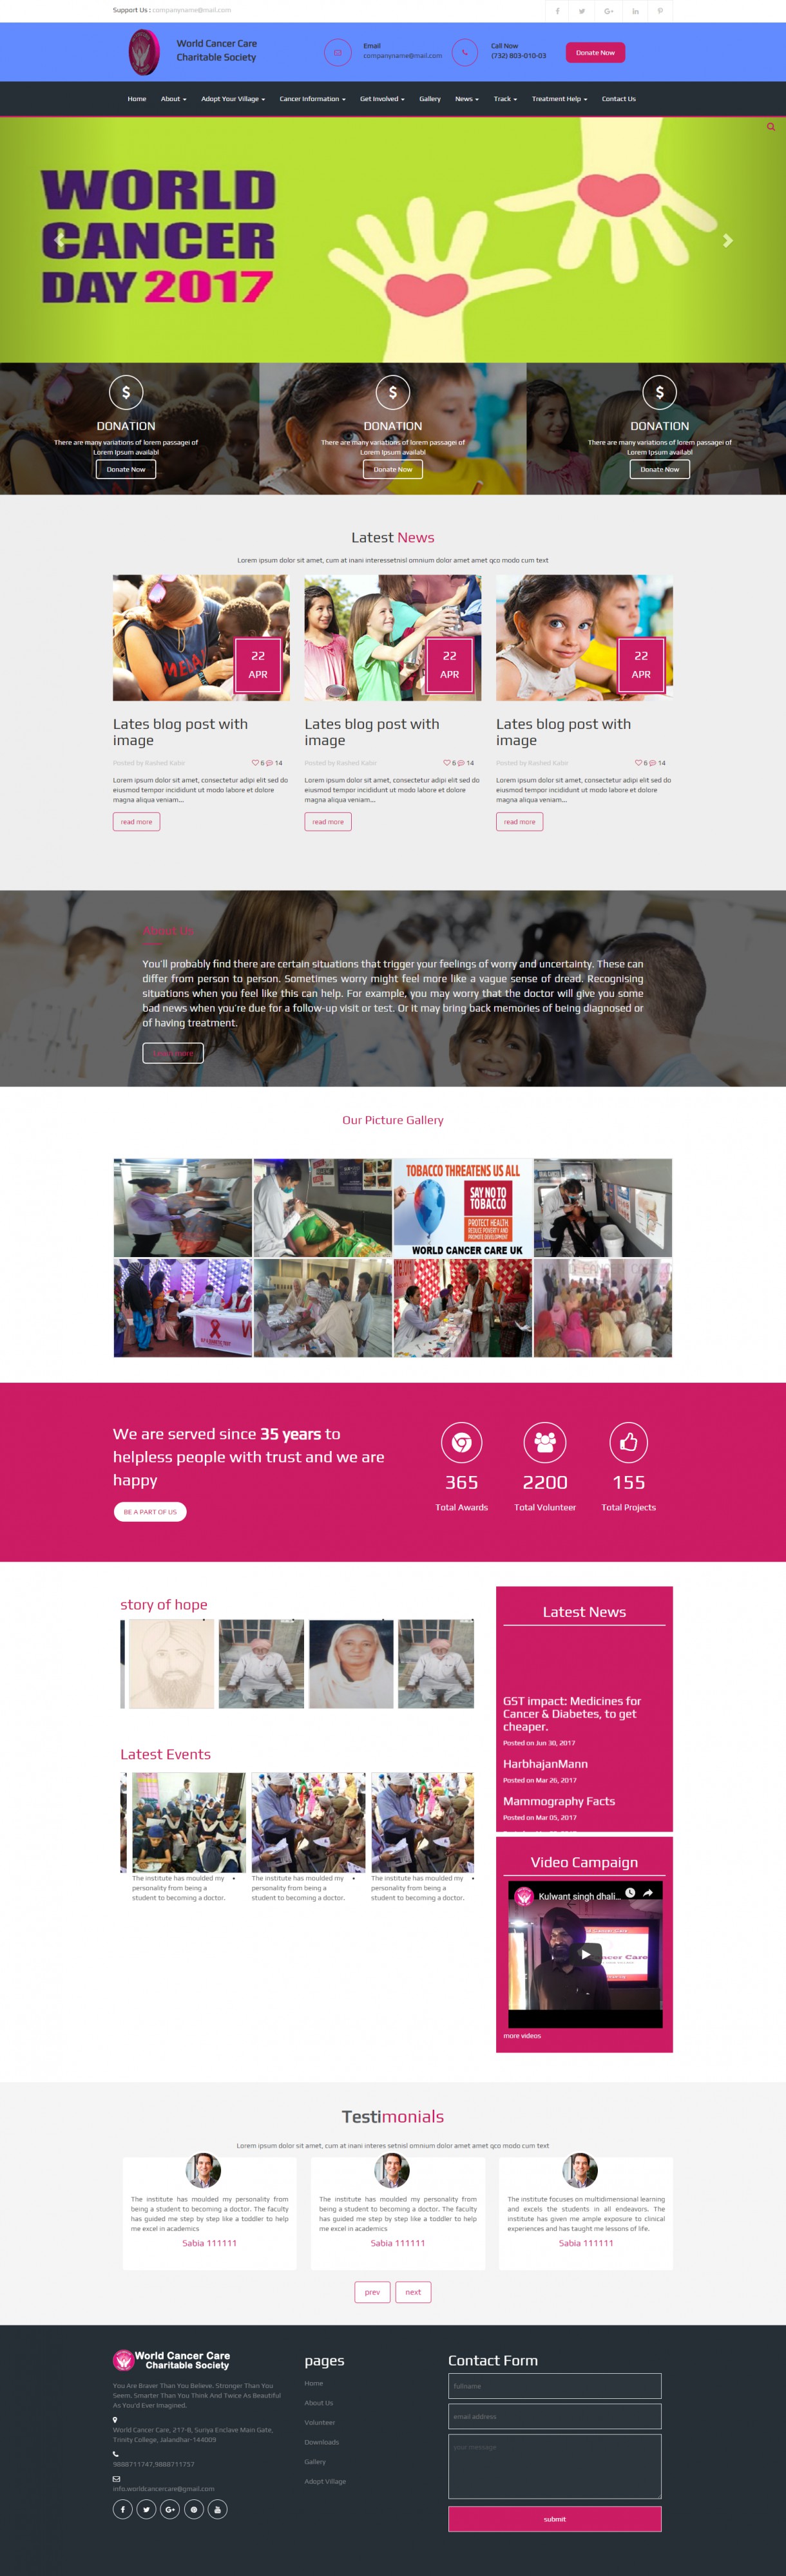 Support Us : companyname@mail.com
World Cancer Care
Charitable Society
Email
companyname@mail.com
Call Now
(732) 803-010-03
Donate Now
Home About Adopt Your Village Cancer Information Get Involved Gallery News Track Treatment Help Contact Us
WORLD
CANCER
DAY 2017
DONATION
There are many variations of lorem passagei of
Lorem Ipsum availabl
Donate Now
DONATION
There are many variations of lorem passagei of
Lorem Ipsum availabl
Donate Now
DONATION
There are many variations of lorem passagei of
Lorem Ipsum availabl
Donate Now
Latest News
Lorem ipsum dolor sit amet, cum at inani interessetnisl omnium dolor amet amet qco modo cum text
22
APR
22
APR
22
APR
Lates blog post with
image
Posted by Rashed Kabir 6 14
Lorem ipsum dolor sit amet, consectetur adipi elit sed do
eiusmod tempor incididunt ut modo labore et dolore
magna aliqua veniam...
read more
Lates blog post with
image
Posted by Rashed Kabir 6 14
Lorem ipsum dolor sit amet, consectetur adipi elit sed do
eiusmod tempor incididunt ut modo labore et dolore
magna aliqua veniam...
read more
Lates blog post with
image
Posted by Rashed Kabir 6 14
Lorem ipsum dolor sit amet, consectetur adipi elit sed do
eiusmod tempor incididunt ut modo labore et dolore
magna aliqua veniam...
read more
About Us
You'll probably find there are certain situations that trigger your feelings of worry and uncertainty. These can
differ from person to person. Sometimes worry might feel more like a vague sense of dread. Recognising
situations when you feel like this can help. For example, you may worry that the doctor will give you some
bad news when you're due for a follow-up visit or test. Or it may bring back memories of being diagnosed or
of having treatment.
Our Picture Gallery
TOBACCO THREATENS US ALL
SAY NO TO
TOBACCO
PROTECT HEALTH,
REDUCE POVERTY AND
PROMOTE DEVELOPMENT
WORLD CANCER CARE UK
We are served since 35 years to
helpless people with trust and we are
happy
BE A PART OF US
365
Total Awards
2200
Total Volunteer
155
Total Projects
story of hope
Latest Events
The institute has moulded my
personality from being a
student to becoming a doctor.
The institute has moulded my
personality from being a
student to becoming a doctor.
The institute has moulded my
personality from being a
student to becoming a doctor.
Latest News
GST impact: Medicines for
Cancer & Diabetes, to get
cheaper.
Posted on Jun 30, 2017
HarbhajanMann
Posted on Mar 26, 2017
Mammography Facts
Posted on Mar 05, 2017
Video Campaign
Kulwant singh dhali...
more videos
Testimonials
Lorem ipsum dolor sit amet, cum at inani interes setnisl omnium dolor amet amet qco modo cum text
The institute has moulded my personality from
being a student to becoming a doctor. The faculty
has guided me step by step like a toddler to help
me excel in academics
Sabia 111111
The institute has moulded my personality from
being a student to becoming a doctor. The faculty
has guided me step by step like a toddler to help
me excel in academics
Sabia 111111
The institute focuses on multidimensional learning
and excels the students in all endeavors. The
institute has given me ample exposure to clinical
experiences and has taught me lessons of life.
Sabia 111111
prev next
World Cancer Care
Charitable Society
You Are Braver Than You Believe. Stronger Than You
Seem. Smarter Than You Think And Twice As Beautiful
As You'd Ever Imagined.
World Cancer Care, 217-B, Suriya Enclave Main Gate,
Trinity College, Jalandhar-144009
9888711747,9888711757
info.worldcancercare@gmail.com
pages
Home
About Us
Volunteer
Downloads
Gallery
Adopt Village
Contact Form
fullname
email address
your message
submit